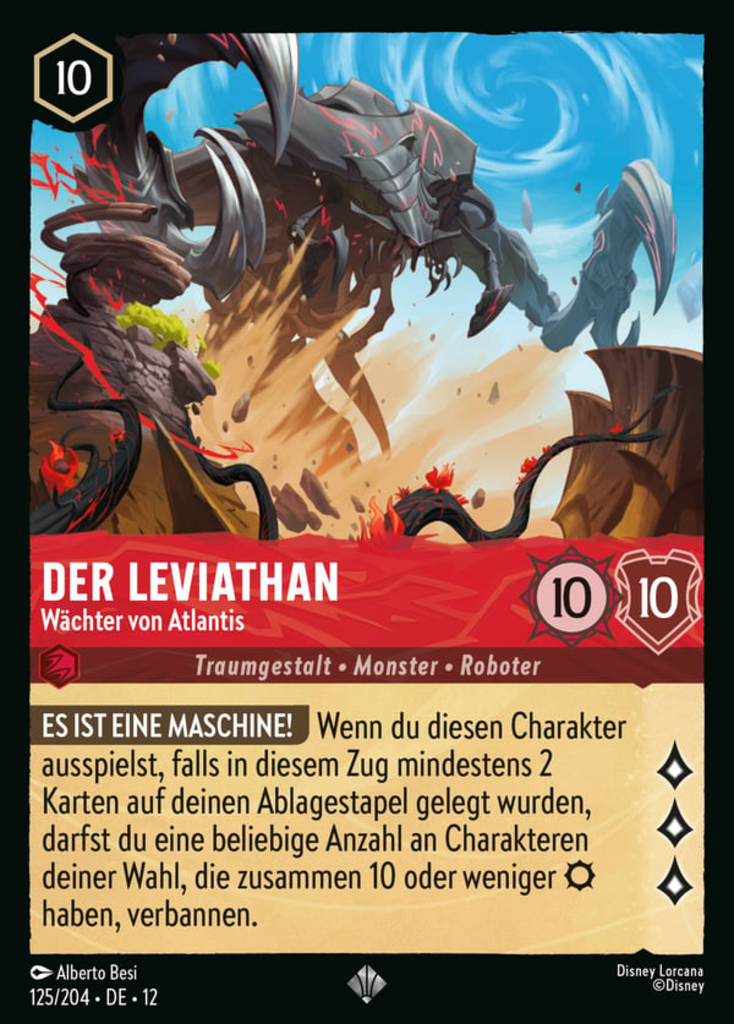 10
DER LEVIATHAN
Wächter von Atlantis
10
10
Traumgestalt • Monster • Roboter
ES IST EINE MASCHINE! Wenn du diesen Charakter
ausspielst, falls in diesem Zug mindestens 2
Karten auf deinen Ablagestapel gelegt wurden,
darfst du eine beliebige Anzahl an Charakteren
deiner Wahl, die zusammen 10 oder weniger
haben, verbannen.
Alberto Besi
125/204 • DE • 12
Disney Lorcana
©Disney